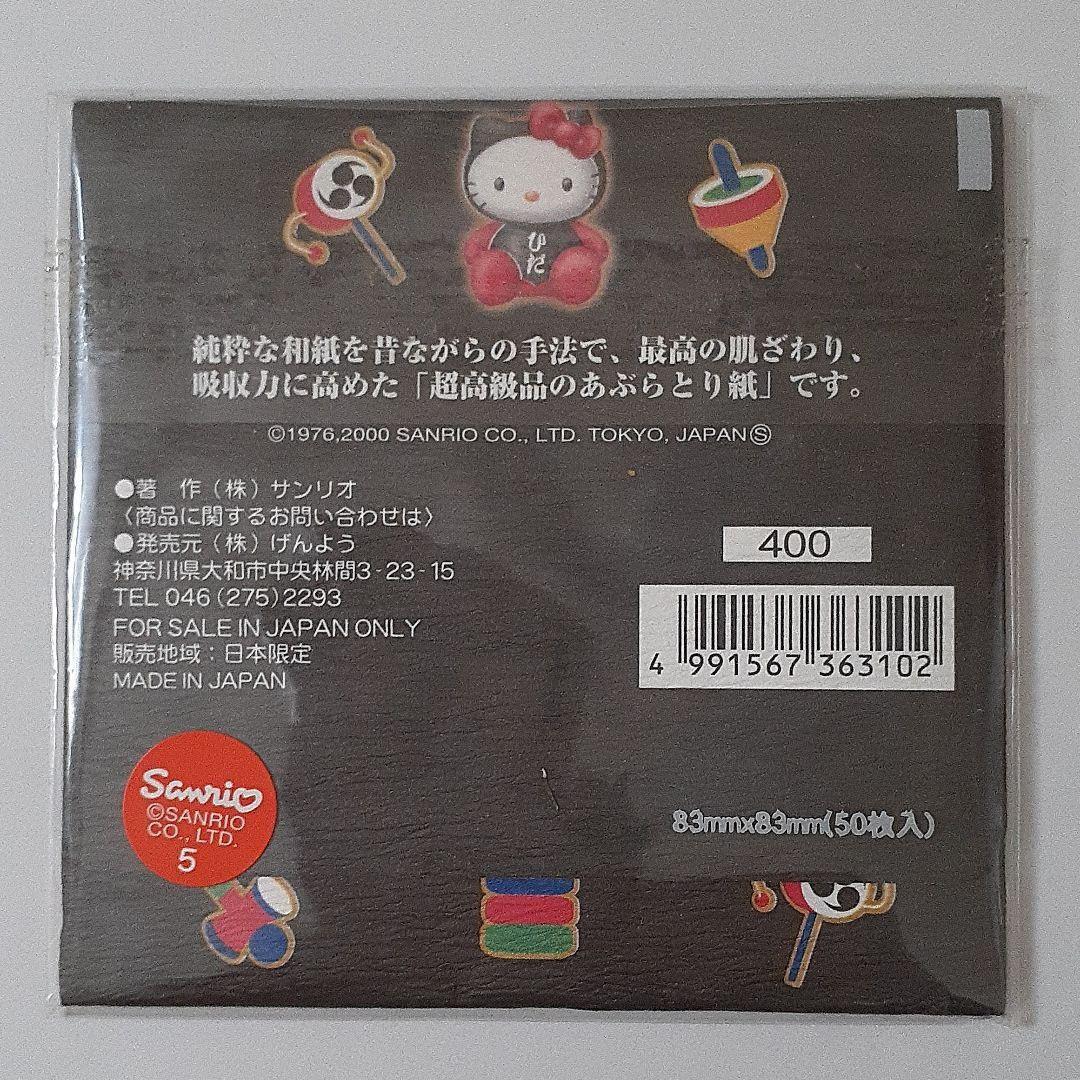 ひだ
純粋な和紙を昔ながらの手法で、最高の肌ざわり、
吸収力に高めた「超高級品のあぶらとり紙」です。
©1976,2000 SANRIO CO., LTD. TOKYO, JAPAN Ⓢ
●著　作（株）サンリオ
〈商品に関するお問い合わせは〉
●発売元（株）げんよう
神奈川県大和市中央林間3-23-15
TEL 046(275)2293
FOR SALE IN JAPAN ONLY
販売地域：日本限定
MADE IN JAPAN
400
4 991567 363102
Sanrio
©SANRIO
CO., LTD.
5
83mmx83mm(50枚入)